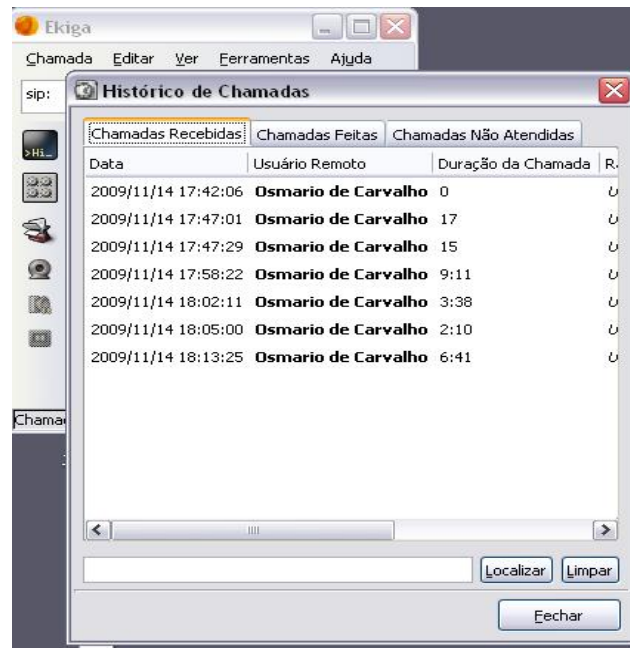 Ekiga
Chamada Editar Ver Ferramentas Ajuda
sip:
Histórico de Chamadas
>Hi_
Chamadas Recebidas Chamadas Feitas Chamadas Não Atendidas
Data Usuário Remoto Duração da Chamada R
2009/11/14 17:42:06 Osmario de Carvalho 0 U
2009/11/14 17:47:01 Osmario de Carvalho 17 U
2009/11/14 17:47:29 Osmario de Carvalho 15 U
2009/11/14 17:58:22 Osmario de Carvalho 9:11 U
2009/11/14 18:02:11 Osmario de Carvalho 3:38 U
2009/11/14 18:05:00 Osmario de Carvalho 2:10 U
2009/11/14 18:13:25 Osmario de Carvalho 6:41 U
Chama
Localizar Limpar
Fechar